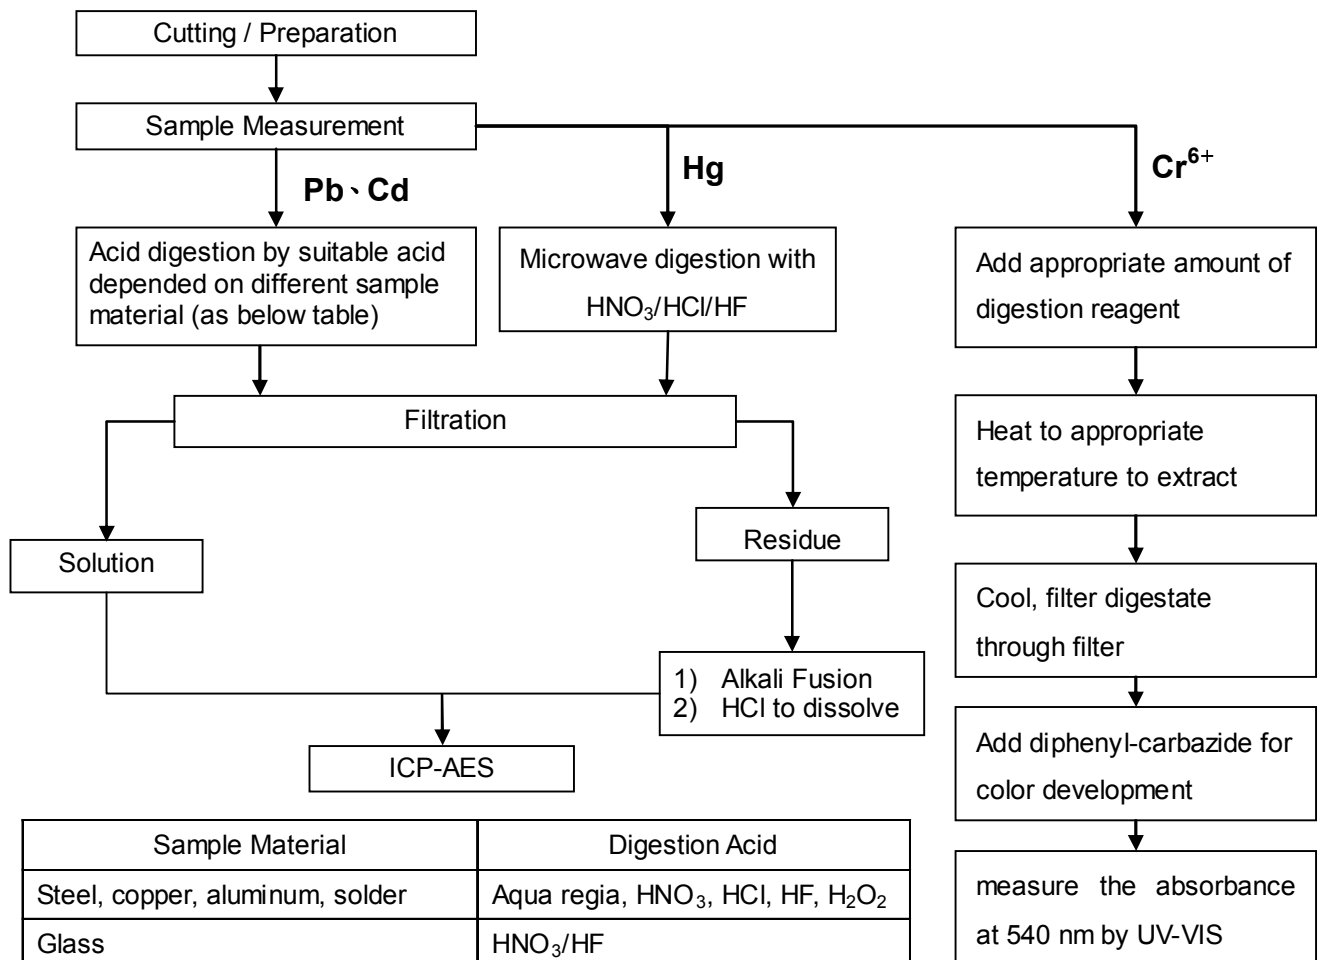 Cutting / Preparation
Sample Measurement
Pb、Cd
Hg
Cr⁶⁺
Acid digestion by suitable acid
depended on different sample
material (as below table)
Microwave digestion with
HNO₃/HCl/HF
Add appropriate amount of
digestion reagent
Filtration
Heat to appropriate
temperature to extract
Solution
Residue
Cool, filter digestate
through filter
1) Alkali Fusion
2) HCl to dissolve
ICP-AES
Add diphenyl-carbazide for
color development
Sample Material Digestion Acid
Steel, copper, aluminum, solder Aqua regia, HNO₃, HCl, HF, H₂O₂
Glass HNO₃/HF
measure the absorbance
at 540 nm by UV-VIS